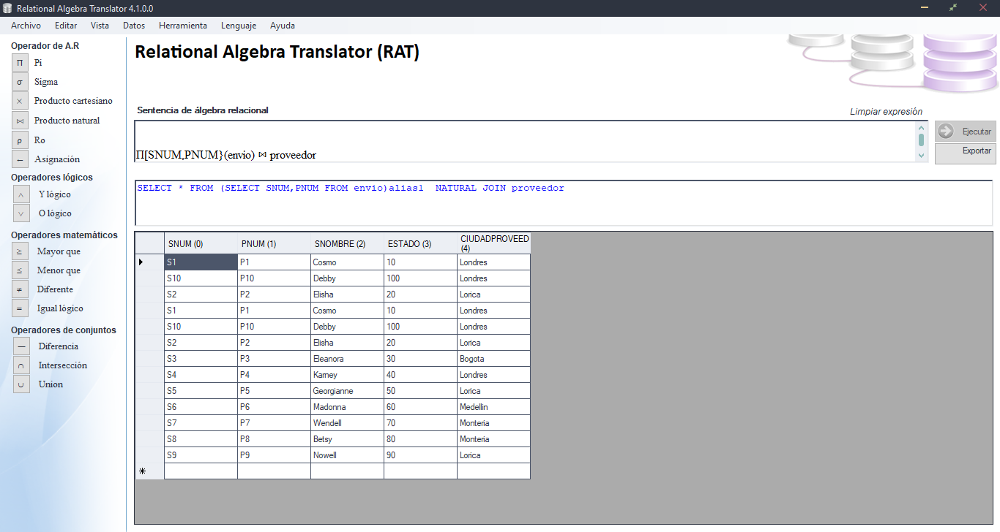 Relational Algebra Translator 4.1.0.0
Archivo Editar Vista Datos Herramienta Lenguaje Ayuda
Operador de A.R
Π Pi
σ Sigma
× Producto cartesiano
⋈ Producto natural
ρ Ro
← Asignación
Operadores lógicos
∧ Y lógico
∨ O lógico
Operadores matemáticos
≥ Mayor que
≤ Menor que
≠ Diferente
= Igual lógico
Operadores de conjuntos
— Diferencia
∩ Intersección
∪ Union
Relational Algebra Translator (RAT)
Sentencia de álgebra relacional
Limpiar expresión
Π[SNUM,PNUM}(envio) ⋈ proveedor
Ejecutar
Exportar
SELECT * FROM (SELECT SNUM,PNUM FROM envio)alias1  NATURAL JOIN proveedor
SNUM (0) PNUM (1) SNOMBRE (2) ESTADO (3) CIUDADPROVEED (4)
S1 P1 Cosmo 10 Londres
S10 P10 Debby 100 Londres
S2 P2 Elisha 20 Lorica
S1 P1 Cosmo 10 Londres
S10 P10 Debby 100 Londres
S2 P2 Elisha 20 Lorica
S3 P3 Eleanora 30 Bogota
S4 P4 Karney 40 Londres
S5 P5 Georgianne 50 Lorica
S6 P6 Madonna 60 Medellin
S7 P7 Wendell 70 Monteria
S8 P8 Betsy 80 Monteria
S9 P9 Nowell 90 Lorica